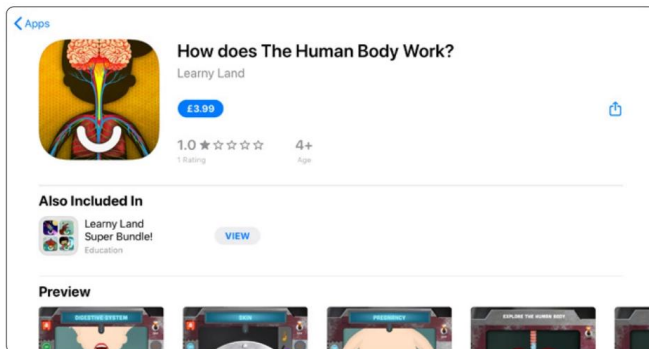 Apps
How does The Human Body Work?
Learny Land
£3.99
1.0
4+
1 Rating
Age
Also Included In
Learny Land
Super Bundle!
VIEW
Education
Preview
DIGESTIVE SYSTEM
SKIN
PREGNANCY
EXPLORE THE HUMAN BODY